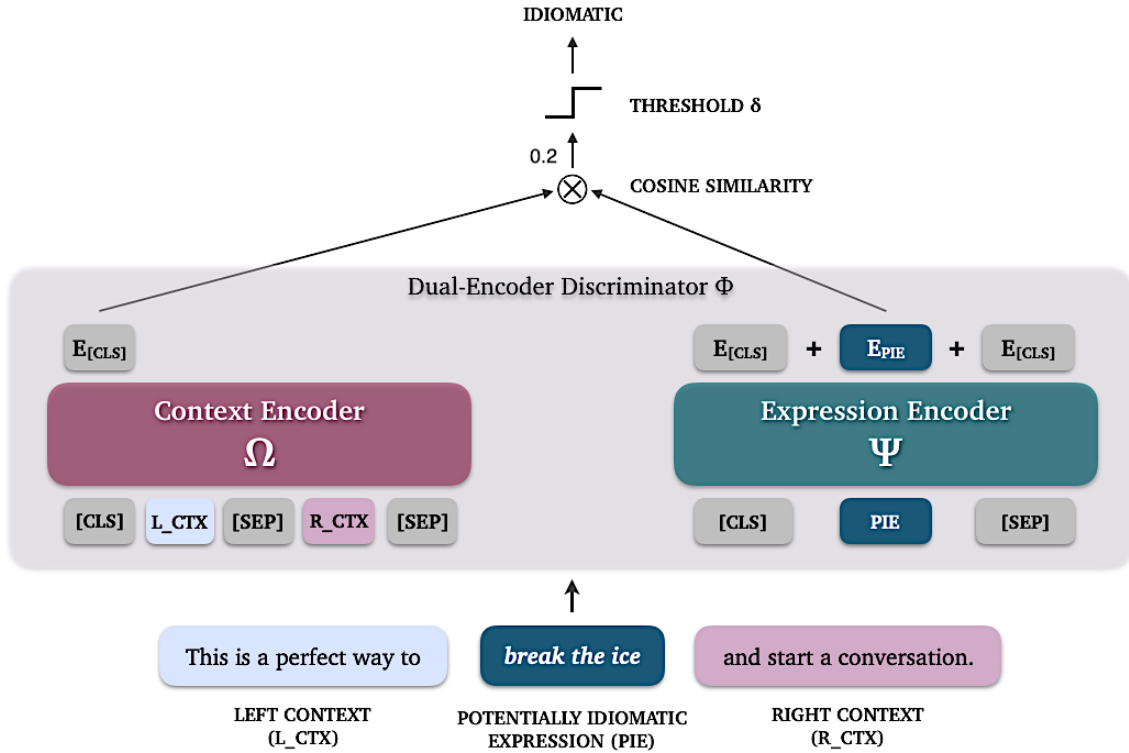 IDIOMATIC
THRESHOLD δ
0.2
COSINE SIMILARITY
Dual-Encoder Discriminator Φ
E[CLS]
E[CLS] + EPIE + E[CLS]
Context Encoder
Ω
Expression Encoder
Ψ
[CLS] L_CTX [SEP] R_CTX [SEP]
[CLS] PIE [SEP]
This is a perfect way to
break the ice
and start a conversation.
LEFT CONTEXT
(L_CTX)
POTENTIALLY IDIOMATIC
EXPRESSION (PIE)
RIGHT CONTEXT
(R_CTX)